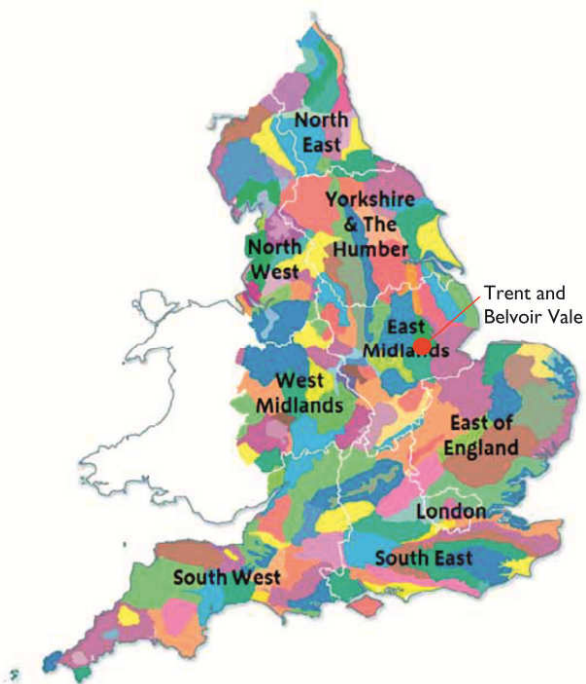 North
East
Yorkshire
& The
Humber
North
West
Trent and
Belvoir Vale
East
Midlands
West
Midlands
East of
England
London
South East
South West